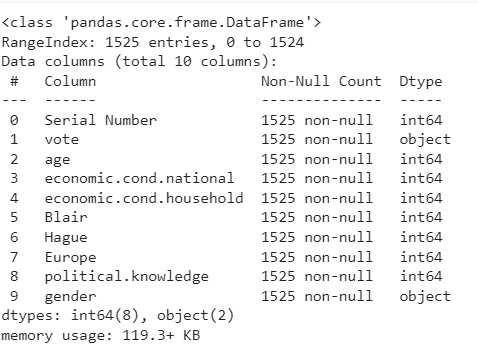 <class 'pandas.core.frame.DataFrame'>
RangeIndex: 1525 entries, 0 to 1524
Data columns (total 10 columns):
 #   Column                   Non-Null Count  Dtype
---  ------                   --------------  -----
 0   Serial Number            1525 non-null   int64
 1   vote                     1525 non-null   object
 2   age                      1525 non-null   int64
 3   economic.cond.national   1525 non-null   int64
 4   economic.cond.household  1525 non-null   int64
 5   Blair                    1525 non-null   int64
 6   Hague                    1525 non-null   int64
 7   Europe                   1525 non-null   int64
 8   political.knowledge      1525 non-null   int64
 9   gender                   1525 non-null   object
dtypes: int64(8), object(2)
memory usage: 119.3+ KB